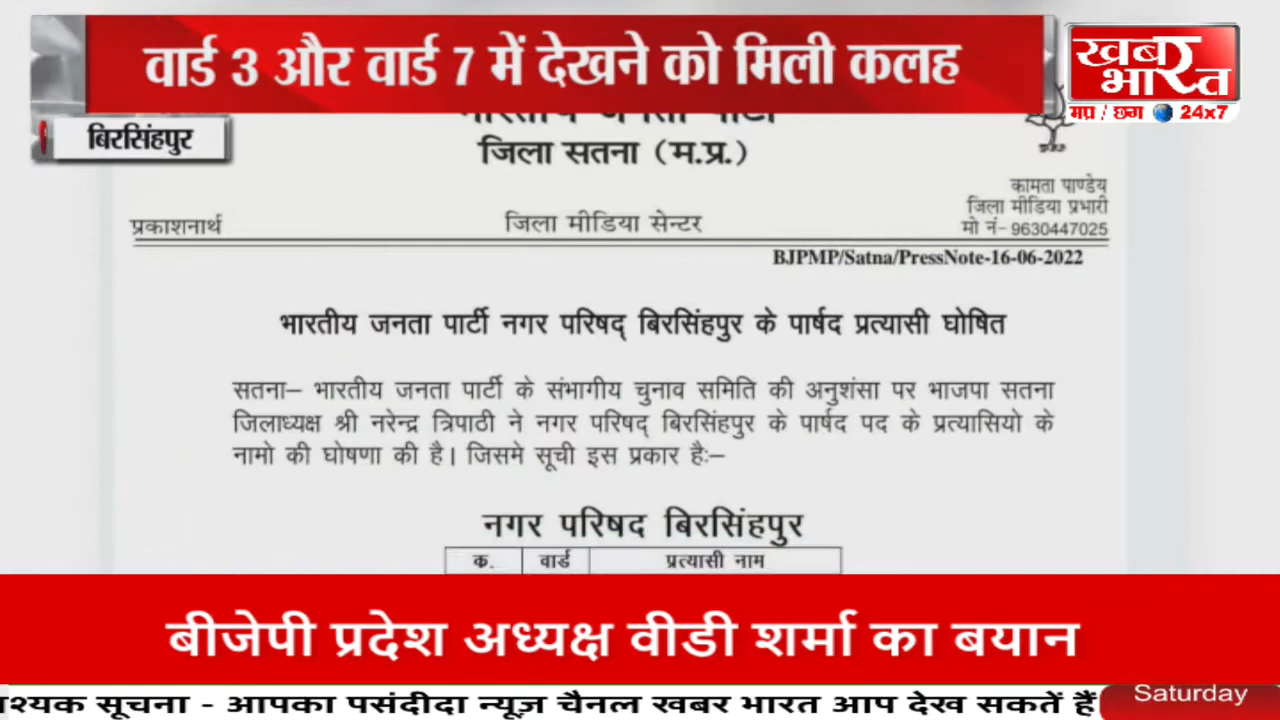 वार्ड 3 और वार्ड 7 में देखने को मिली कलह
खबर
भारत
मप्र / छग 24x7
बिरसिंहपुर
भारतीय जनता पार्टी
जिला सतना (म.प्र.)
कामता पाण्डेय
जिला मीडिया प्रभारी
मो नं- 9630447025
प्रकाशनार्थ
जिला मीडिया सेन्टर
BJPMP/Satna/PressNote-16-06-2022
भारतीय जनता पार्टी नगर परिषद् बिरसिंहपुर के पार्षद प्रत्यासी घोषित
सतना– भारतीय जनता पार्टी के संभागीय चुनाव समिति की अनुशंसा पर भाजपा सतना
जिलाध्यक्ष श्री नरेन्द्र त्रिपाठी ने नगर परिषद् बिरसिंहपुर के पार्षद पद के प्रत्यासियो के
नामो की घोषणा की है। जिसमे सूची इस प्रकार हैः–
नगर परिषद बिरसिंहपुर
क. वार्ड प्रत्यासी नाम
बीजेपी प्रदेश अध्यक्ष वीडी शर्मा का बयान
श्यक सूचना - आपका पसंदीदा न्यूज़ चैनल खबर भारत आप देख सकतें हैं
Saturday